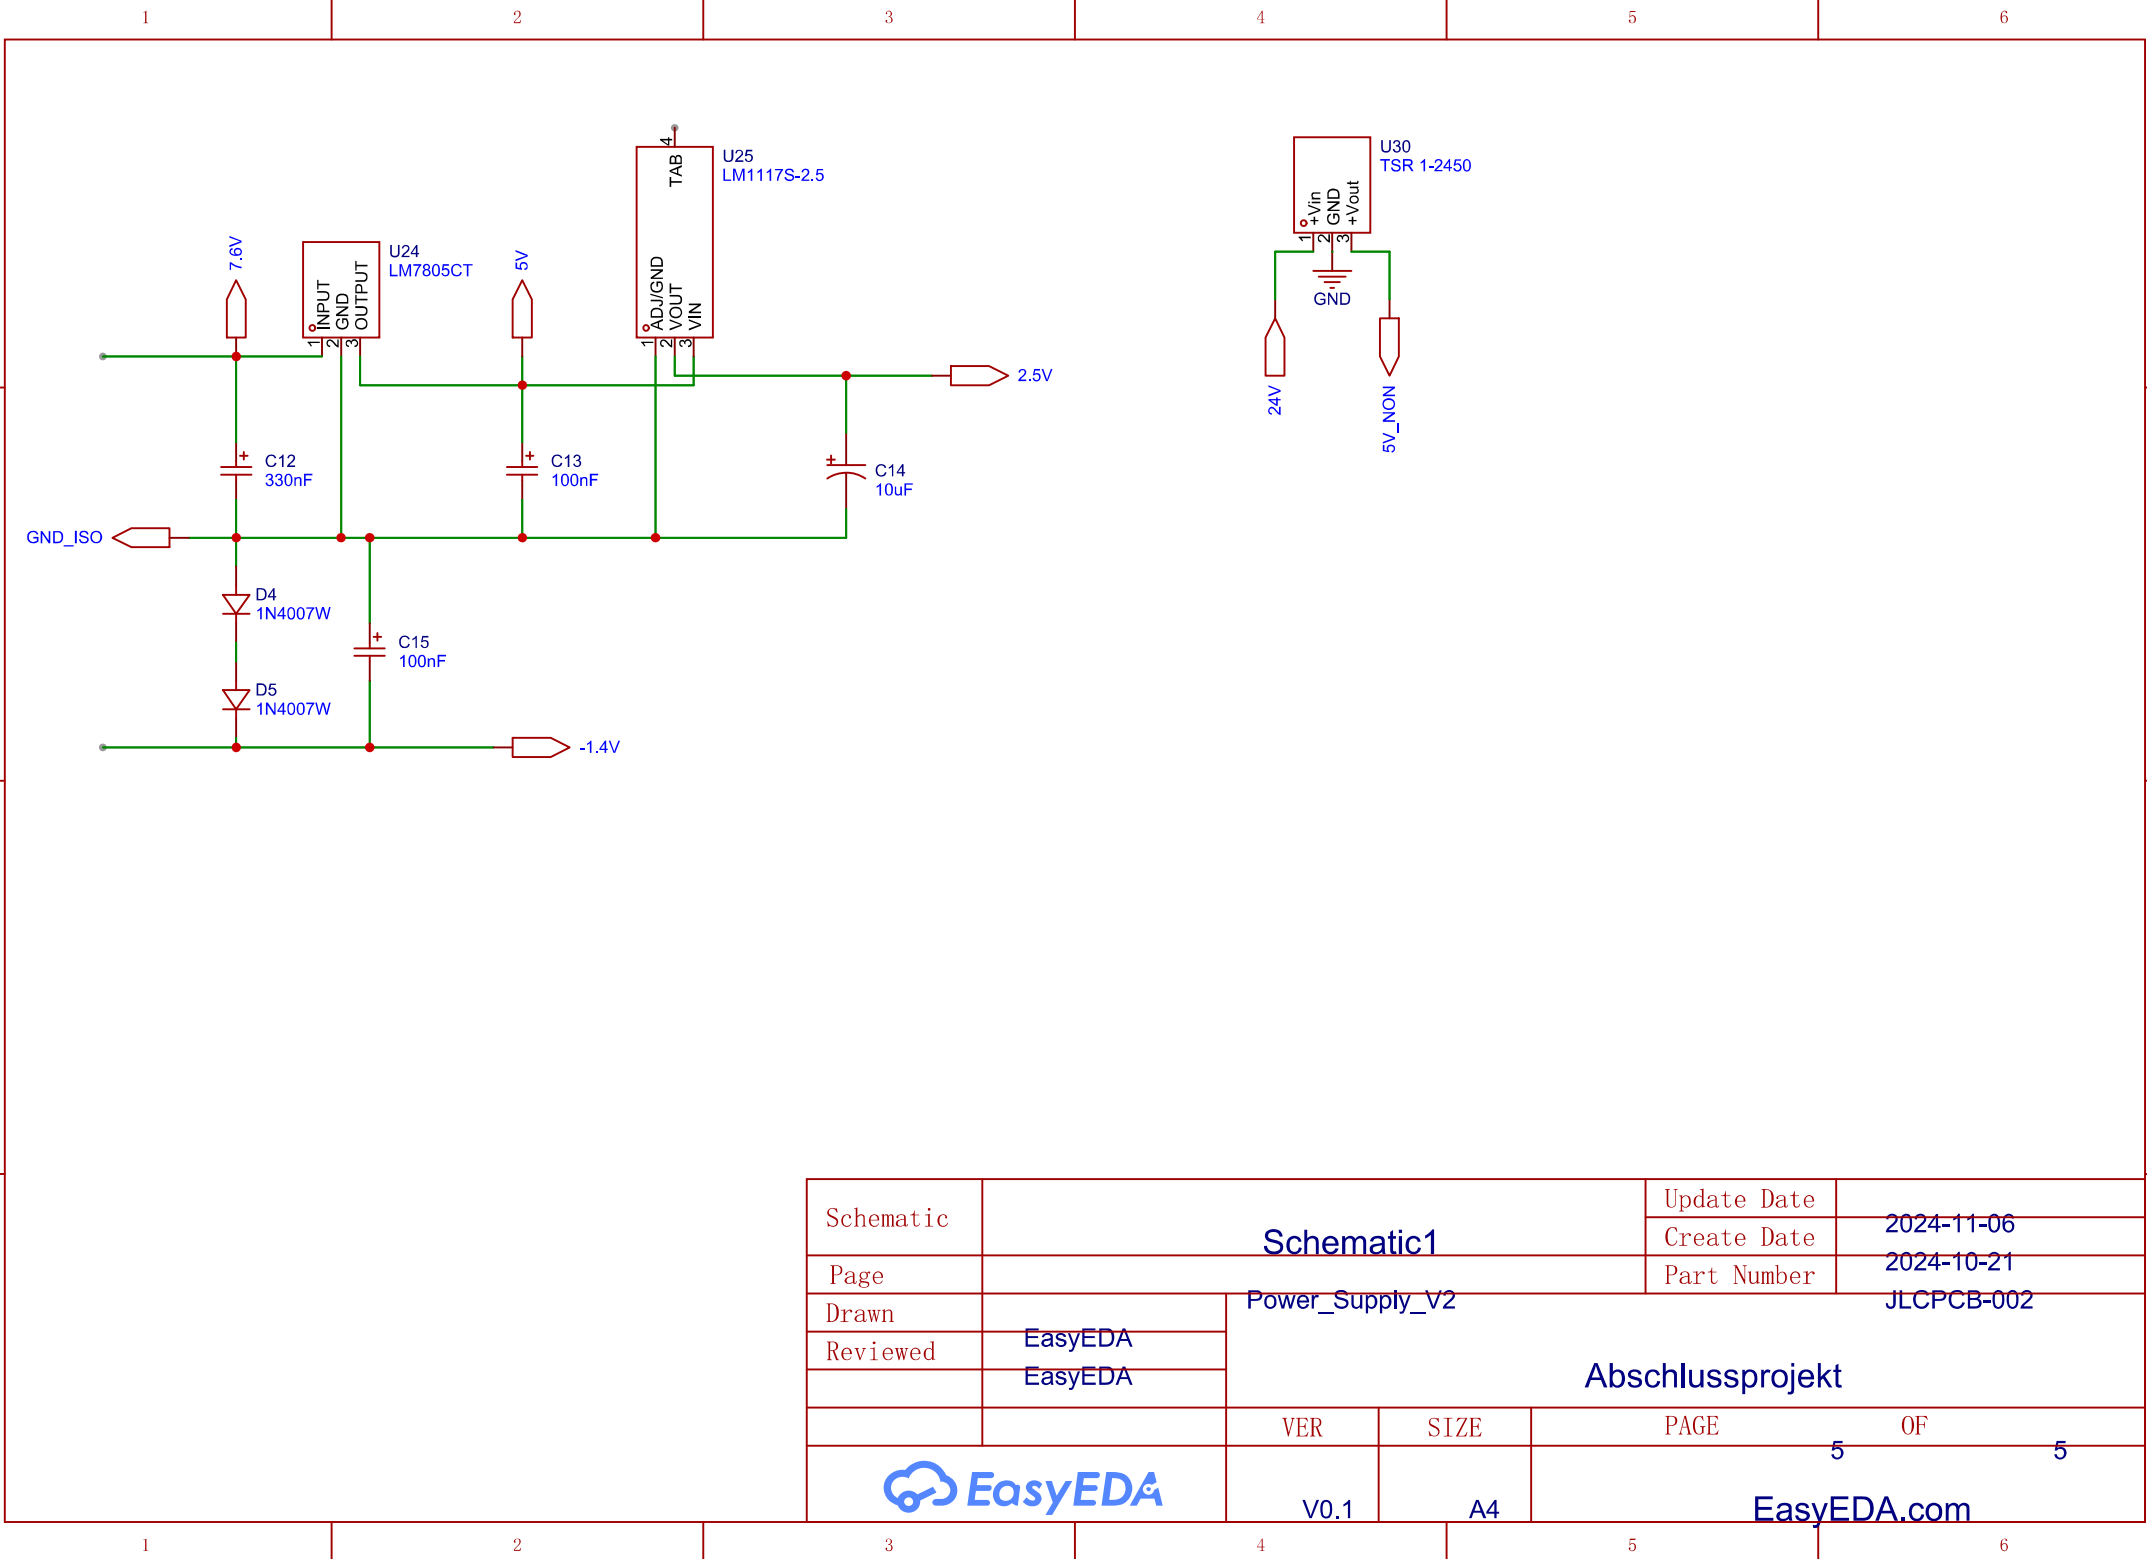 1 2 3 4 5 6
4
TAB
U25
LM1117S-2.5
ADJ/GND
VOUT
VIN
1 2 3
U30
TSR 1-2450
+Vin
GND
+Vout
1 2 3
GND
24V
5V_NON
7.6V
U24
LM7805CT
INPUT
GND
OUTPUT
1 2 3
5V
2.5V
+ C12
330nF
+ C13
100nF
+ C14
10uF
GND_ISO
D4
1N4007W
+ C15
100nF
D5
1N4007W
-1.4V
Schematic
Schematic1
Update Date
2024-11-06
Create Date
2024-10-21
Page
Power_Supply_V2
Part Number
JLCPCB-002
Drawn
EasyEDA
Reviewed
EasyEDA
Abschlussprojekt
VER SIZE PAGE OF
5 5
EasyEDA
V0.1 A4 EasyEDA.com
1 2 3 4 5 6